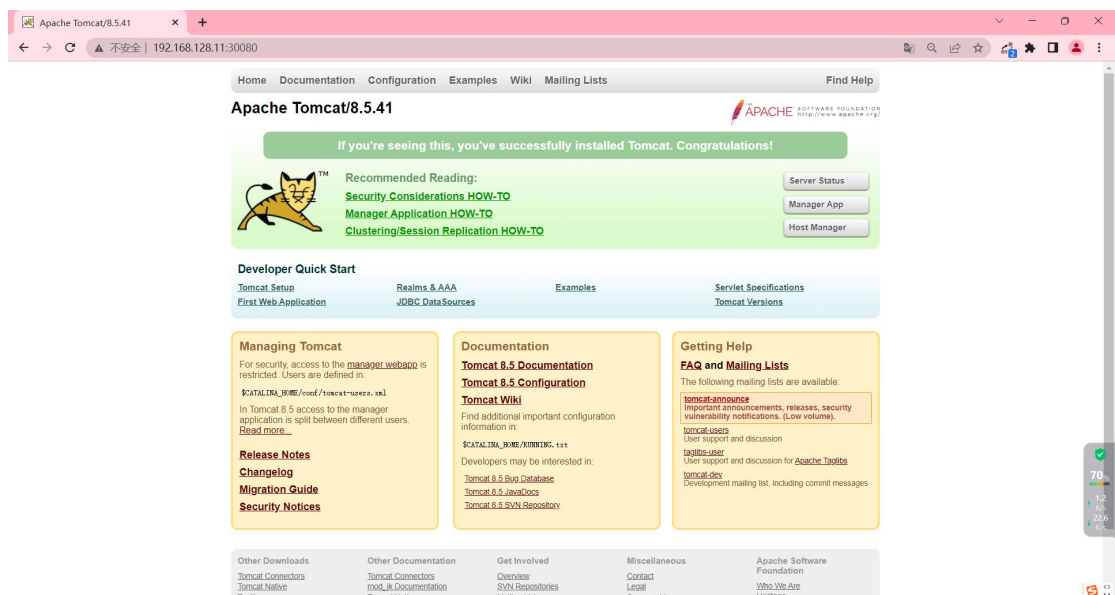 Apache Tomcat/8.5.41
不安全 | 192.168.128.11:30080
2
Home Documentation Configuration Examples Wiki Mailing Lists Find Help
Apache Tomcat/8.5.41
APACHE SOFTWARE FOUNDATION
http://www.apache.org/
If you're seeing this, you've successfully installed Tomcat. Congratulations!
TM
Recommended Reading:
Security Considerations HOW-TO
Manager Application HOW-TO
Clustering/Session Replication HOW-TO
Server Status
Manager App
Host Manager
Developer Quick Start
Tomcat Setup
First Web Application
Realms & AAA
JDBC DataSources
Examples
Servlet Specifications
Tomcat Versions
Managing Tomcat
For security, access to the manager webapp is
restricted. Users are defined in:
$CATALINA_HOME/conf/tomcat-users.xml
In Tomcat 8.5 access to the manager
application is split between different users.
Read more...
Release Notes
Changelog
Migration Guide
Security Notices
Documentation
Tomcat 8.5 Documentation
Tomcat 8.5 Configuration
Tomcat Wiki
Find additional important configuration
information in:
$CATALINA_HOME/RUNNING.txt
Developers may be interested in:
Tomcat 8.5 Bug Database
Tomcat 8.5 JavaDocs
Tomcat 8.5 SVN Repository
Getting Help
FAQ and Mailing Lists
The following mailing lists are available:
tomcat-announce
Important announcements, releases, security
vulnerability notifications. (Low volume).
tomcat-users
User support and discussion
taglibs-user
User support and discussion for Apache Taglibs
tomcat-dev
Development mailing list, including commit messages
70
1.2
K/s
22.6
K/s
Other Downloads
Tomcat Connectors
Tomcat Native
Other Documentation
Tomcat Connectors
mod_jk Documentation
Get Involved
Overview
SVN Repositories
Miscellaneous
Contact
Legal
Apache Software
Foundation
Who We Are